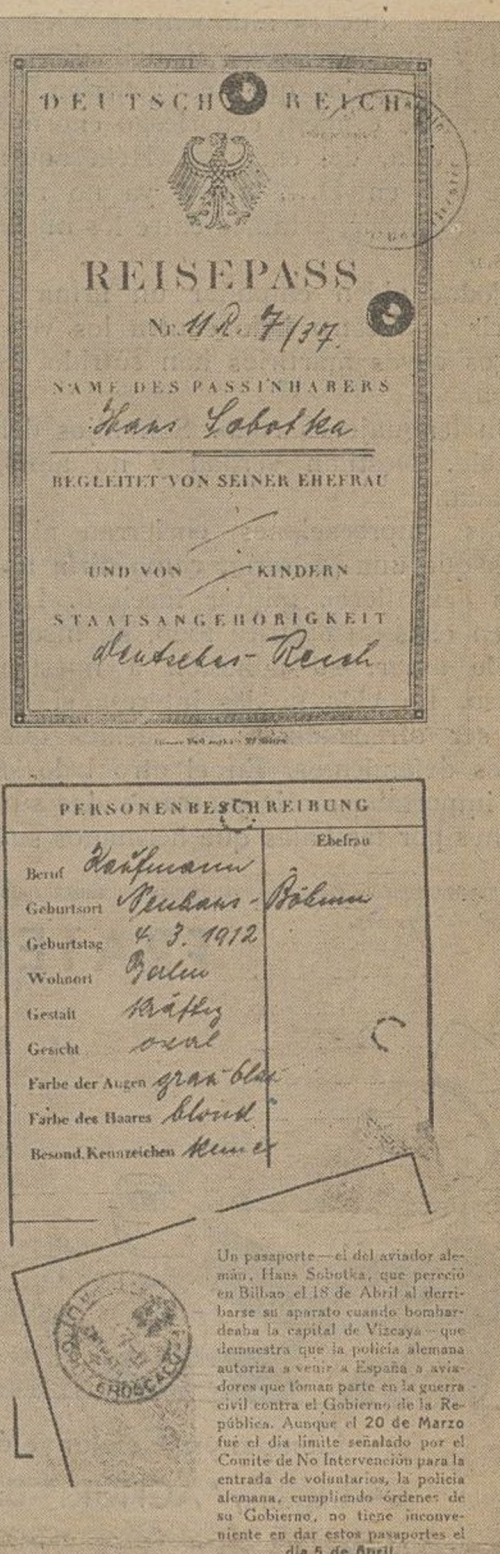 DEUTSCH REICH
REISEPASS
Nr. 11 R. 7/37.
NAME DES PASSINHABERS
Hans Sobotka
BEGLEITET VON SEINER EHEFRAU
UND VON KINDERN
STAATSANGEHÖRIGKEIT
Deutsches-Reich
PERSONENBESCHREIBUNG
Ehefrau
Beruf Kaufmann
Geburtsort Neuhaus-Böhmen
Geburtstag 4. 3. 1912
Wohnort Berlin
Gestalt kräftig
Gesicht oval
Farbe der Augen grau-blau
Farbe des Haares blond
Besond. Kennzeichen keine
Un pasaporte—el del aviador ale-
mán, Hans Sobotka, que pereció
en Bilbao el 18 de Abril al derri-
barse su aparato cuando bombar-
deaba la capital de Vizcaya—que
demuestra que la policía alemana
autoriza a venir a España a avia-
dores que toman parte en la guerra
civil contra el Gobierno de la Re-
pública. Aunque el 20 de Marzo
fué el día límite señalado por el
Comité de No Intervención para la
entrada de voluntarios, la policía
alemana, cumpliendo órdenes de
su Gobierno, no tiene inconve-
niente en dar estos pasaportes el
día 5 de Abril